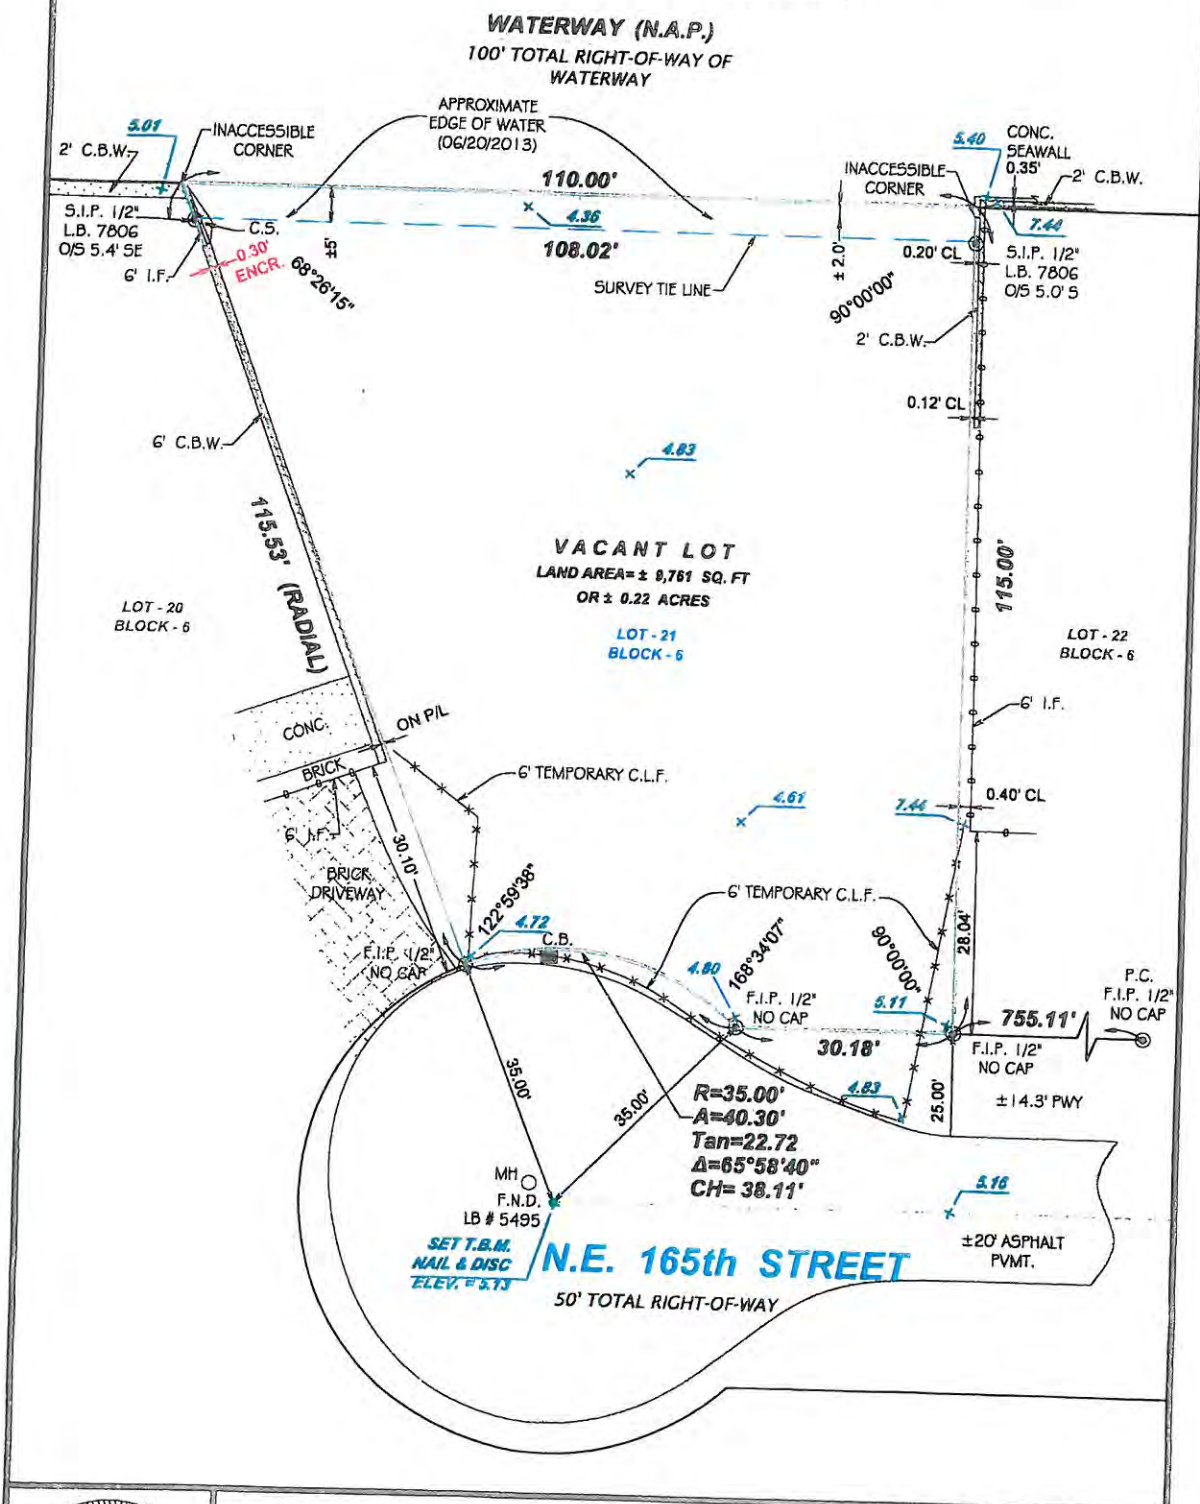 WATERWAY (N.A.P.)
100' TOTAL RIGHT-OF-WAY OF
WATERWAY
APPROXIMATE
EDGE OF WATER
(06/20/2013)
5.01
INACCESSIBLE
CORNER
2' C.B.W.
5.40
CONC.
SEAWALL
0.35'
INACCESSIBLE
CORNER
2' C.B.W.
110.00'
4.36
7.44
S.I.P. 1/2"
L.B. 7806
O/S 5.4' SE
C.S.
6' I.F.
0.30'
ENCR.
68°26'15"
±5'
108.02'
SURVEY TIE LINE
± 2.0'
90°00'00"
0.20' CL
S.I.P. 1/2"
L.B. 7806
O/S 5.0' S
2' C.B.W.
0.12' CL
6' C.B.W.
4.83
115.53' (RADIAL)
VACANT LOT
LAND AREA= ± 9,761 SQ. FT
OR ± 0.22 ACRES
LOT - 21
BLOCK - 6
115.00'
LOT - 20
BLOCK - 6
LOT - 22
BLOCK - 6
6' I.F.
CONC.
ON P/L
BRICK
6' TEMPORARY C.L.F.
4.61
7.44
0.40' CL
6' I.F.
30.10'
BRICK
DRIVEWAY
122°59'38"
4.72
C.B.
6' TEMPORARY C.L.F.
28.04'
F.I.P. 1/2"
NO CAP
4.80
168°34'07"
F.I.P. 1/2"
NO CAP
90°00'00"
5.11
P.C.
F.I.P. 1/2"
NO CAP
755.11'
30.18'
F.I.P. 1/2"
NO CAP
35.00'
35.00'
4.83
25.00'
±14.3' PWY
R=35.00'
A=40.30'
Tan=22.72
Δ=65°58'40"
CH= 38.11'
MH
F.N.D.
LB # 5495
5.16
SET T.B.M.
NAIL & DISC
ELEV. = 5.13
N.E. 165th STREET
50' TOTAL RIGHT-OF-WAY
±20' ASPHALT
PVMT.